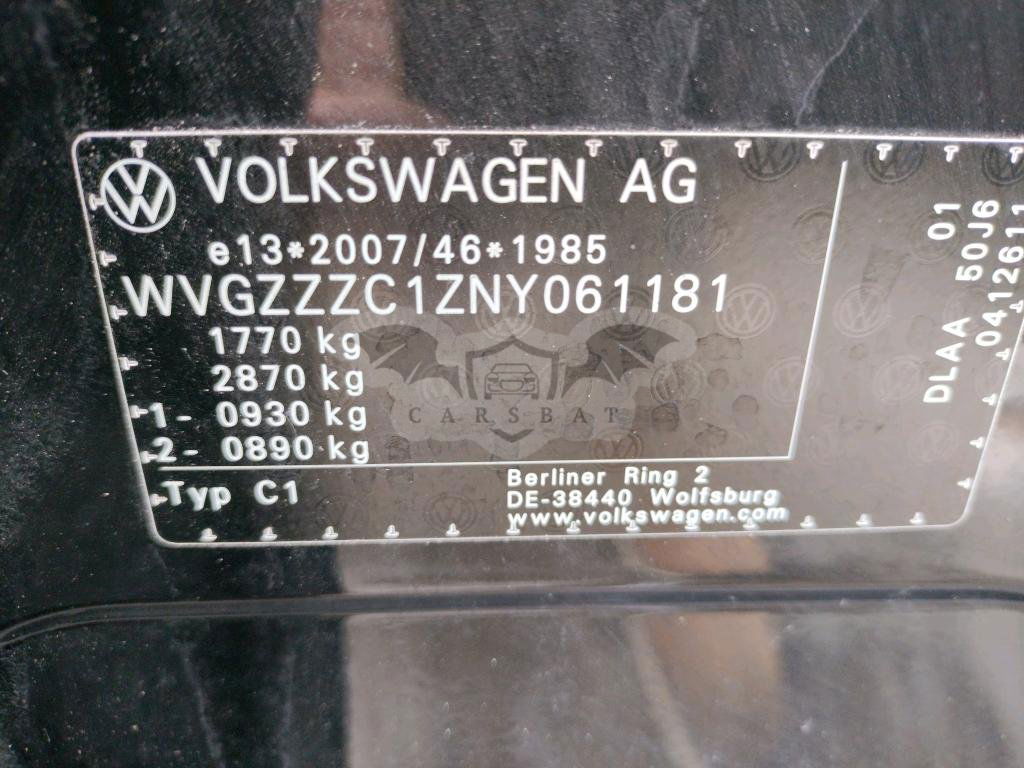 VOLKSWAGEN AG
e13*2007/46*1985
WVGZZZC1ZNY061181
1770 kg
2870 kg
1- 0930 kg
2- 0890 kg
Typ C1
Berliner Ring 2
DE-38440 Wolfsburg
www.volkswagen.com
DLAA 01
50J6
0412611
CARSBAT